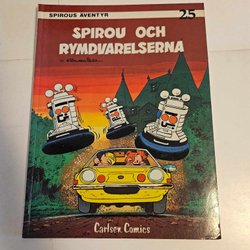 SPIROUS ÄVENTYR
25
SPIROU OCH
RYMDVARELSERNA
Carlsen Comics